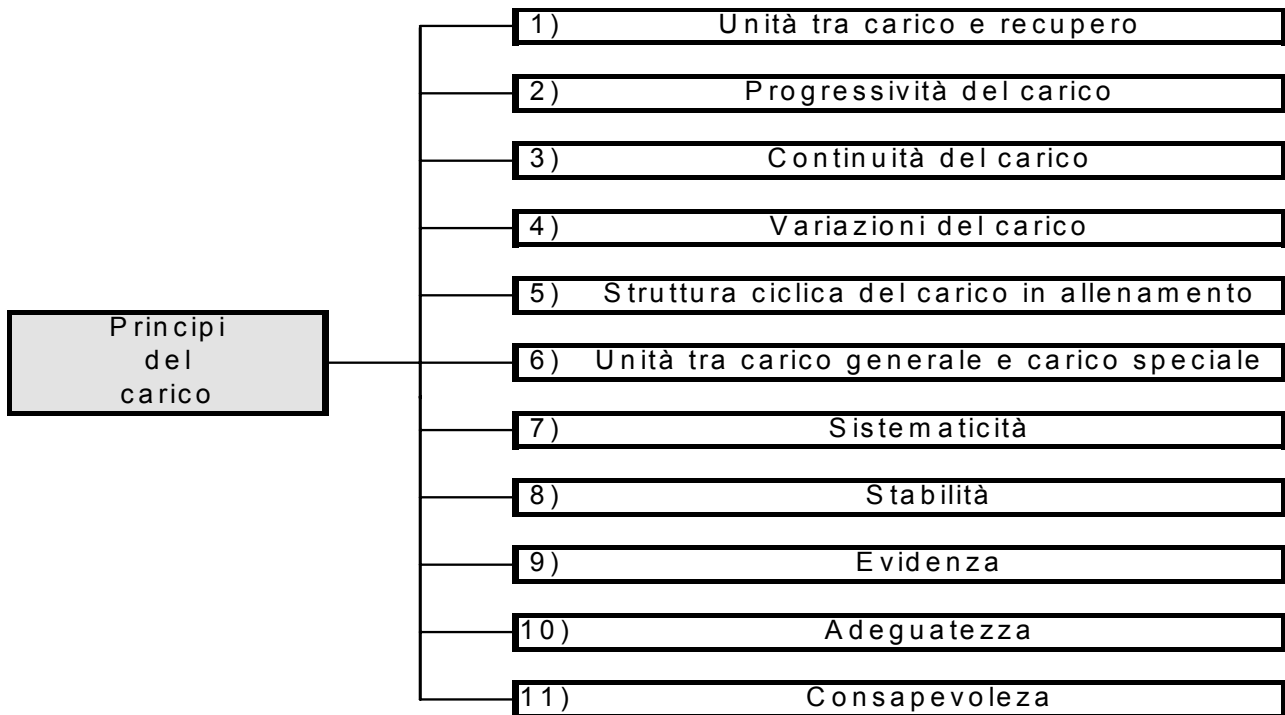 1) Unità tra carico e recupero
2) Progressività del carico
3) Continuità del carico
4) Variazioni del carico
5) Struttura ciclica del carico in allenamento
Principi
del
carico
6) Unità tra carico generale e carico speciale
7) Sistematicità
8) Stabilità
9) Evidenza
10) Adeguatezza
11) Consapevoleza